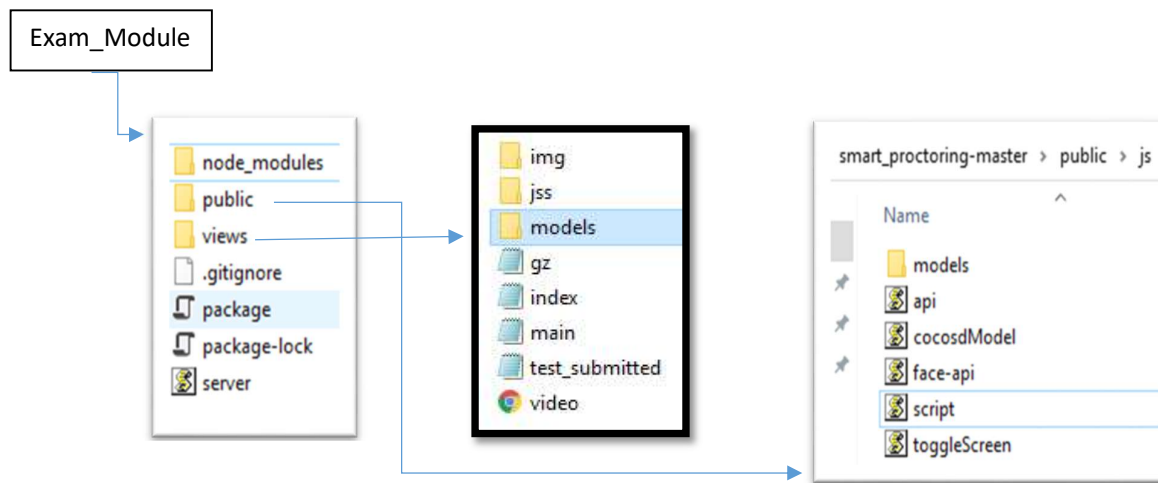 Exam_Module
node_modules
public
views
.gitignore
package
package-lock
server
img
jss
models
gz
index
main
test_submitted
video
smart_proctoring-master › public › js
Name
models
api
cocosdModel
face-api
script
toggleScreen